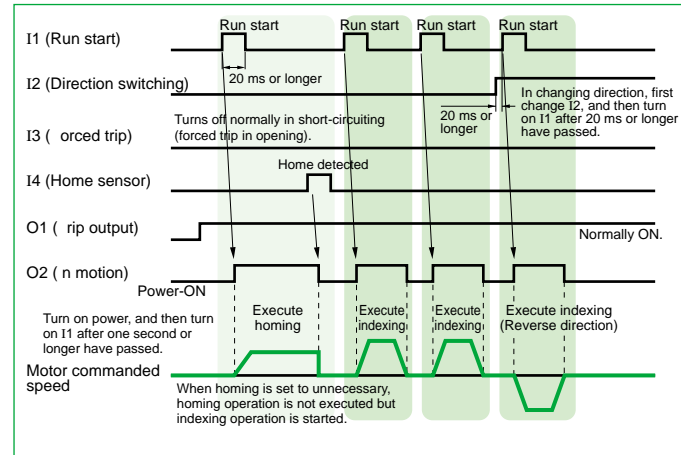 Run start Run start Run start Run start
I1 (Run start)
20 ms or longer
I2 (Direction switching)
20 ms or
longer
In changing direction, first
change I2, and then turn
on I1 after 20 ms or longer
have passed.
Turns off normally in short-circuiting
(forced trip in opening).
I3 ( orced trip)
Home detected
I4 (Home sensor)
O1 ( rip output)
Normally ON.
O2 ( n motion)
Power-ON
Turn on power, and then turn
on I1 after one second or
longer have passed.
Execute
homing
Execute
indexing
Execute
indexing
Execute indexing
(Reverse direction)
Motor commanded
speed
When homing is set to unnecessary,
homing operation is not executed but
indexing operation is started.